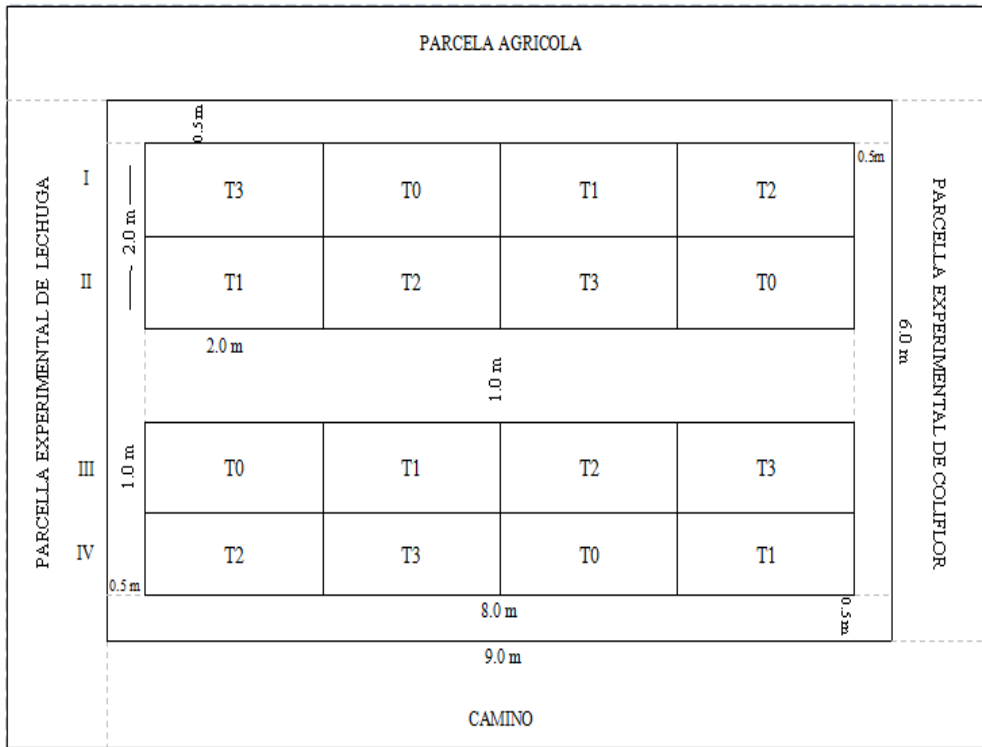 PARCELA AGRICOLA
0.5m
0.5m
I
T3
T0
T1
T2
2.0 m
II
T1
T2
T3
T0
2.0 m
1.0 m
PARCELLA EXPERIMENTAL DE LECHUGA
PARCELLA EXPERIMENTAL DE COLIFLOR
6.0 m
III
1.0 m
T0
T1
T2
T3
IV
T2
T3
T0
T1
0.5 m
8.0 m
0.5m
9.0 m
CAMINO